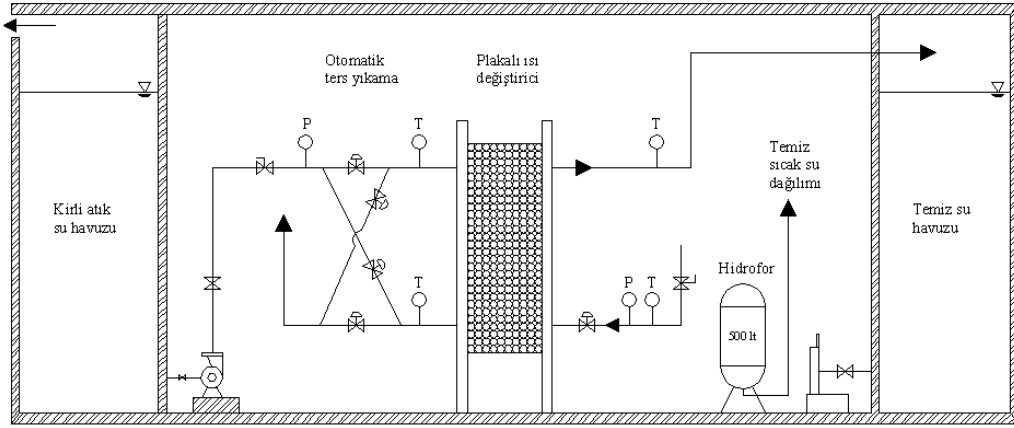 Otomatik
ters yıkama
Plakalı ısı
değiştirici
P
T
T
Temiz
sıcak su
dağılımı
Kirli atık
su havuzu
Temiz su
havuzu
T
P
T
Hidrofor
500 lt